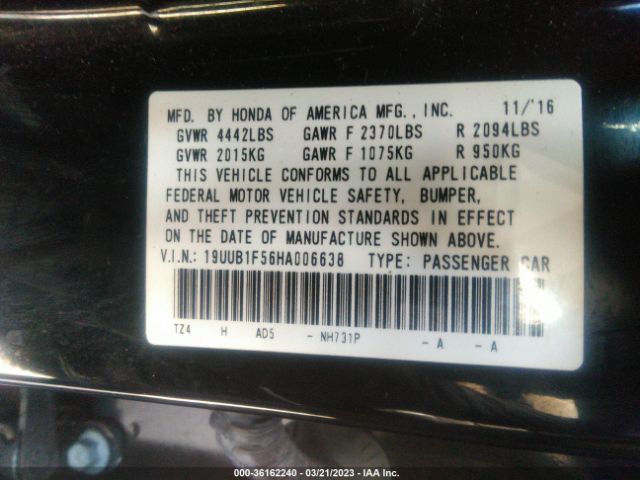 MFD. BY HONDA OF AMERICA MFG., INC. 11/'16
GVWR 4442LBS GAWR F 2370LBS R 2094LBS
GVWR 2015KG GAWR F 1075KG R 950KG
THIS VEHICLE CONFORMS TO ALL APPLICABLE
FEDERAL MOTOR VEHICLE SAFETY, BUMPER,
AND THEFT PREVENTION STANDARDS IN EFFECT
ON THE DATE OF MANUFACTURE SHOWN ABOVE.
V.I.N.: 19UUB1F56HA006638 TYPE: PASSENGER CAR
TZ4 H AD5 - NH731P - A - A
000-36162240 - 03/21/2023 - IAA Inc.